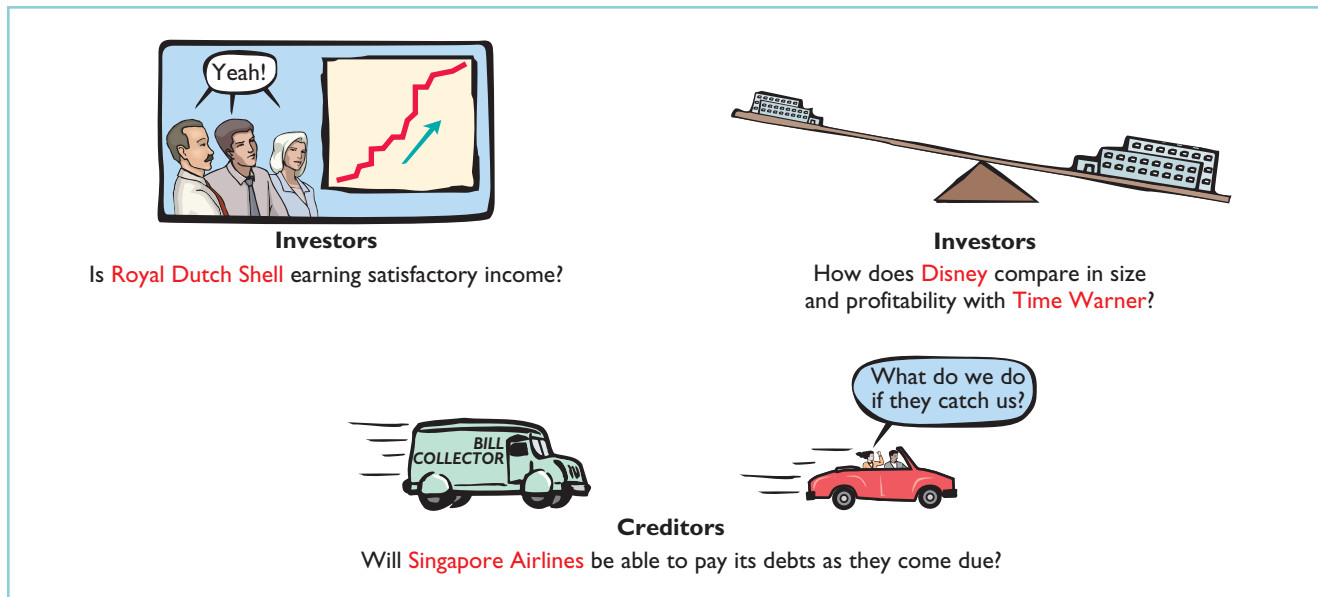 Yeah!
Investors
Is Royal Dutch Shell earning satisfactory income?
Investors
How does Disney compare in size
and profitability with Time Warner?
BILL
COLLECTOR
What do we do
if they catch us?
Creditors
Will Singapore Airlines be able to pay its debts as they come due?